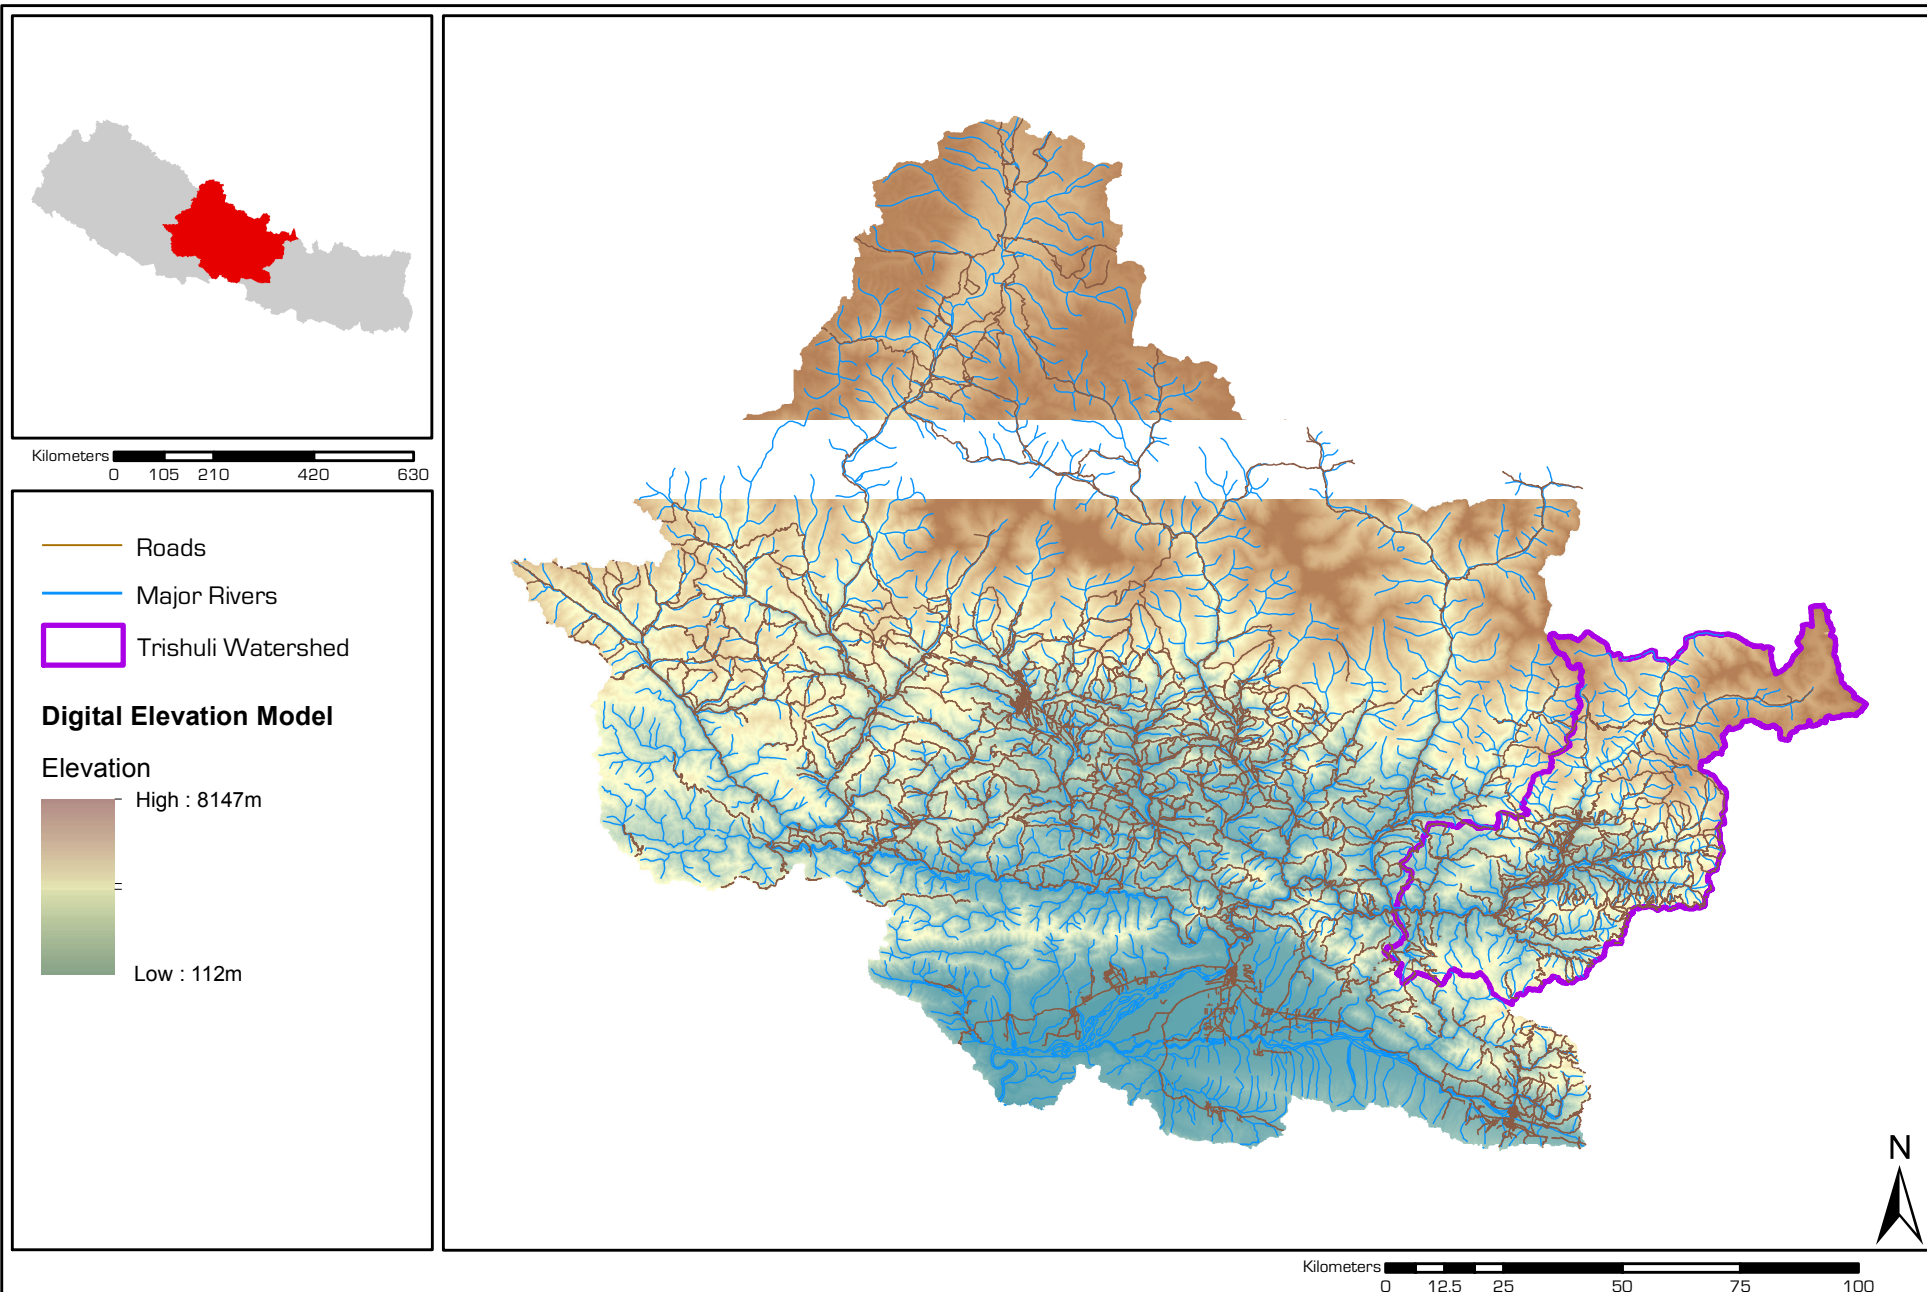 Kilometers
0 105 210 420 630
Roads
Major Rivers
Trishuli Watershed
Digital Elevation Model
Elevation
High : 8147m
Low : 112m
N
Kilometers
0 12.5 25 50 75 100